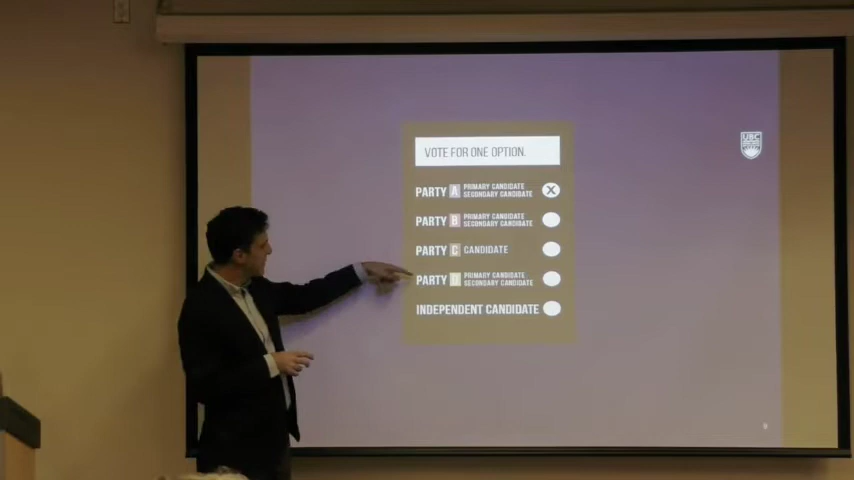 VOTE FOR ONE OPTION.
PARTY A PRIMARY CANDIDATE
SECONDARY CANDIDATE
X
PARTY B PRIMARY CANDIDATE
SECONDARY CANDIDATE
PARTY C CANDIDATE
PARTY D PRIMARY CANDIDATE
SECONDARY CANDIDATE
INDEPENDENT CANDIDATE
UBC